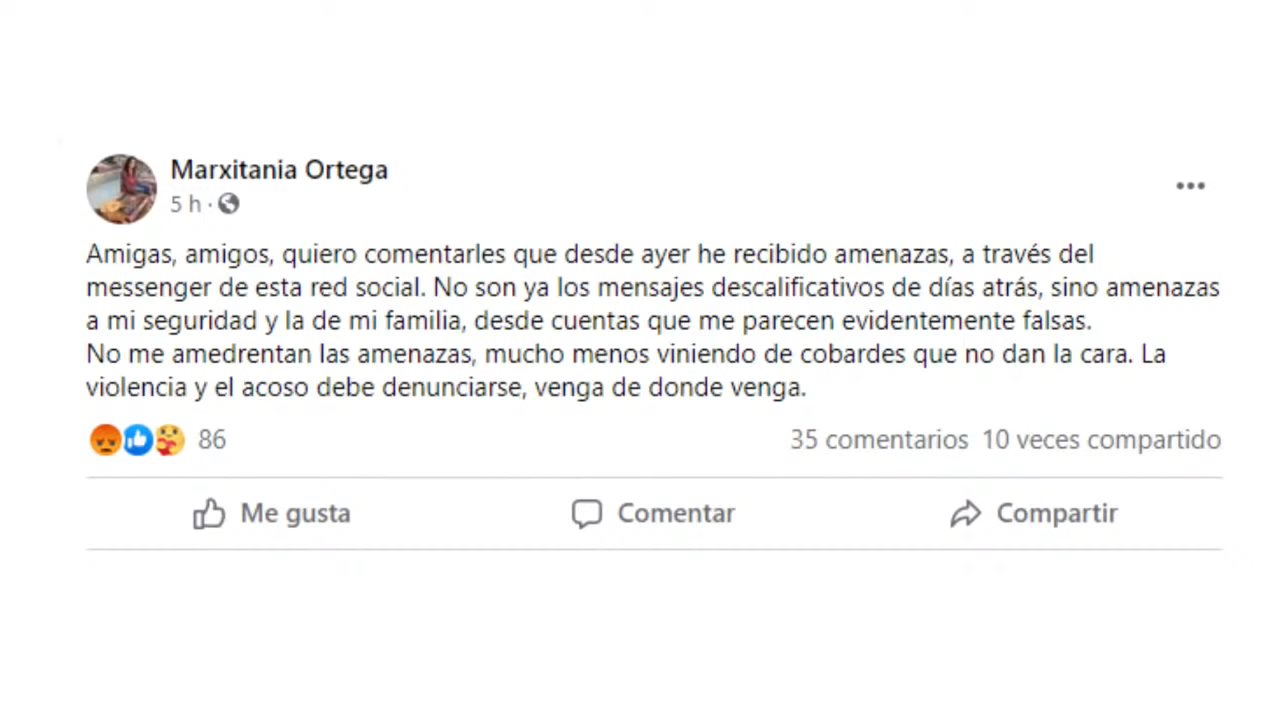 Marxitania Ortega
5 h ·
Amigas, amigos, quiero comentarles que desde ayer he recibido amenazas, a través del
messenger de esta red social. No son ya los mensajes descalificativos de días atrás, sino amenazas
a mi seguridad y la de mi familia, desde cuentas que me parecen evidentemente falsas.
No me amedrentan las amenazas, mucho menos viniendo de cobardes que no dan la cara. La
violencia y el acoso debe denunciarse, venga de donde venga.
86 35 comentarios 10 veces compartido
Me gusta Comentar Compartir